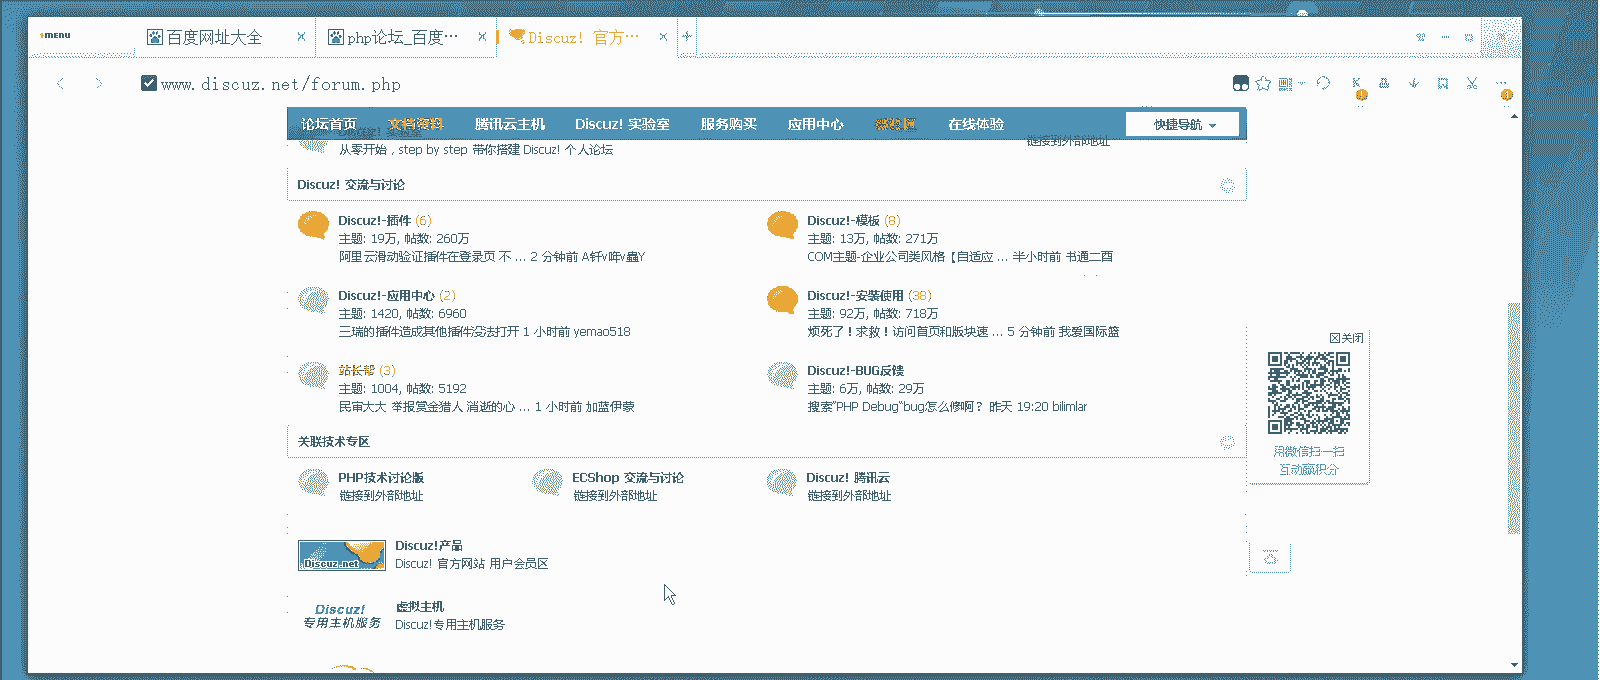 MENU
百度网址大全
php论坛_百度…
Discuz! 官方…
www.discuz.net/forum.php
论坛首页 文档资料 腾讯云主机 Discuz! 实验室 服务购买 应用中心 微社区 在线体验 快捷导航
Discuz! 实验室
从零开始，step by step 带你搭建 Discuz! 个人论坛
链接到外部地址
Discuz! 交流与讨论
Discuz!-插件 (6)
主题: 19万, 帖数: 260万
阿里云滑动验证插件在登录页 不 ... 2 分钟前
Discuz!-模板 (8)
主题: 13万, 帖数: 271万
COM主题-企业公司类风格【自适应 ... 半小时前 书通二酉
Discuz!-应用中心 (2)
主题: 1420, 帖数: 6960
三瑞的插件造成其他插件没法打开 1 小时前 yemao518
Discuz!-安装使用 (38)
主题: 92万, 帖数: 718万
烦死了！求救！访问首页和版块速 ... 5 分钟前 我爱国际篮
站长帮 (3)
主题: 1004, 帖数: 5192
民审大大 举报赏金猎人 消逝的心 ... 1 小时前 加蓝伊蒙
Discuz!-BUG反馈
主题: 6万, 帖数: 29万
搜索"PHP Debug"bug怎么修啊？ 昨天 19:20 bilimlar
关闭
用微信扫一扫
互动赢积分
关联技术专区
PHP技术讨论版
链接到外部地址
ECShop 交流与讨论
链接到外部地址
Discuz! 腾讯云
链接到外部地址
Discuz.net
Discuz!产品
Discuz! 官方网站 用户会员区
Discuz!
专用主机服务
虚拟主机
Discuz!专用主机服务